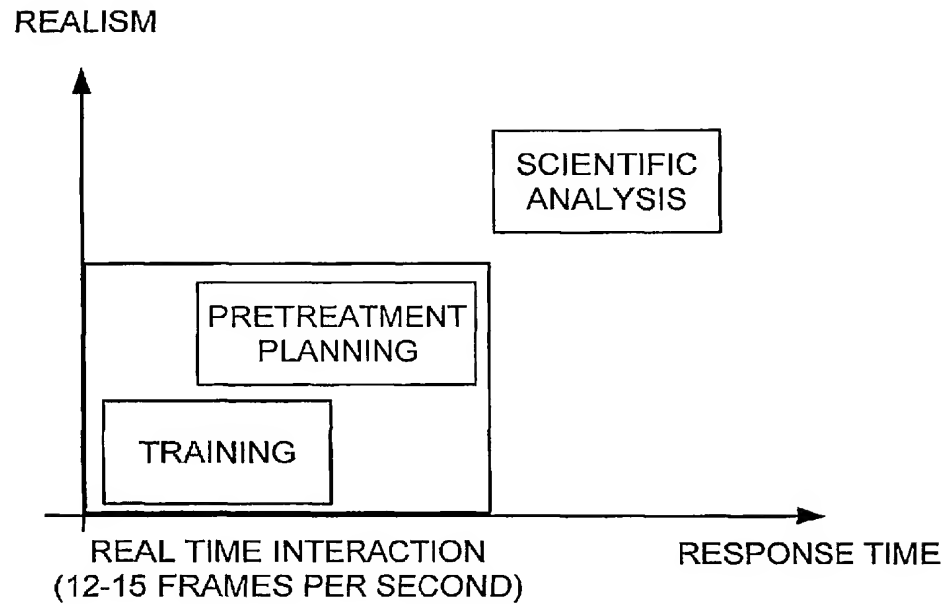 REALISM
SCIENTIFIC
ANALYSIS
PRETREATMENT
PLANNING
TRAINING
REAL TIME INTERACTION
(12-15 FRAMES PER SECOND)
RESPONSE TIME